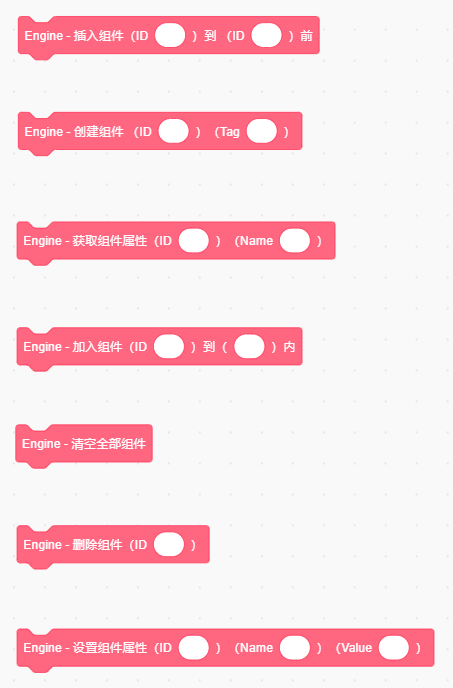 Engine - 插入组件（ID ）到 （ID ）前
Engine - 创建组件 （ID ）（Tag ）
Engine - 获取组件属性（ID ）（Name ）
Engine - 加入组件（ID ）到（ ）内
Engine - 清空全部组件
Engine - 删除组件（ID ）
Engine - 设置组件属性（ID ）（Name ）（Value ）